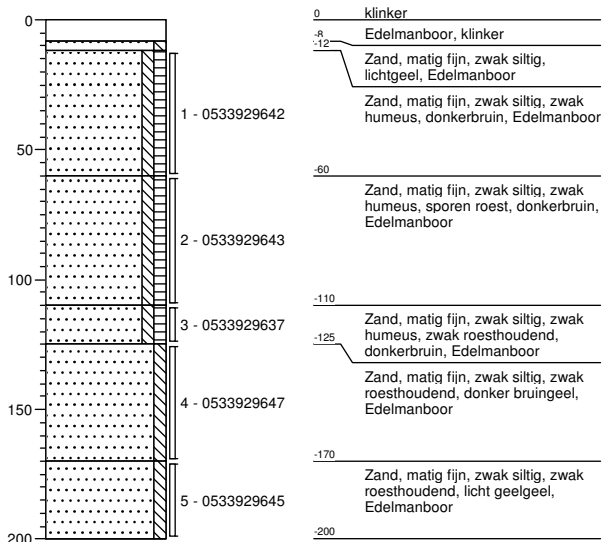 0
50
100
150
200
1 - 0533929642
2 - 0533929643
3 - 0533929637
4 - 0533929647
5 - 0533929645
0
klinker
-8
Edelmanboor, klinker
-12
Zand, matig fijn, zwak siltig,
lichtgeel, Edelmanboor
Zand, matig fijn, zwak siltig, zwak
humeus, donkerbruin, Edelmanboor
-60
Zand, matig fijn, zwak siltig, zwak
humeus, sporen roest, donkerbruin,
Edelmanboor
-110
Zand, matig fijn, zwak siltig, zwak
humeus, zwak roesthoudend,
donkerbruin, Edelmanboor
-125
Zand, matig fijn, zwak siltig, zwak
roesthoudend, donker bruingeel,
Edelmanboor
-170
Zand, matig fijn, zwak siltig, zwak
roesthoudend, licht geelgeel,
Edelmanboor
-200